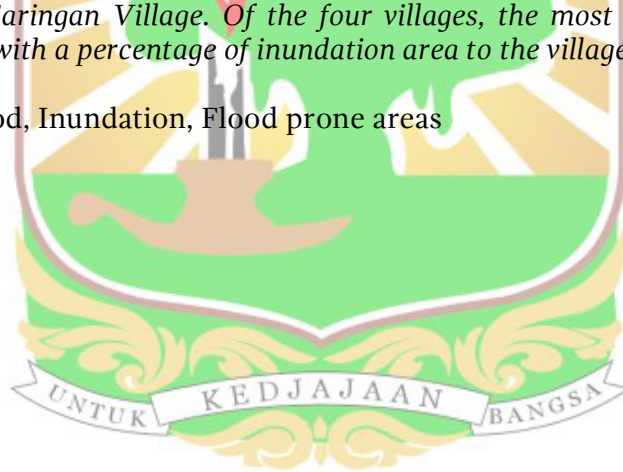 Jaringan Village. Of the four villages, the most
with a percentage of inundation area to the village
od, Inundation, Flood prone areas
UNTUK KEDJAJAAN BANGSA